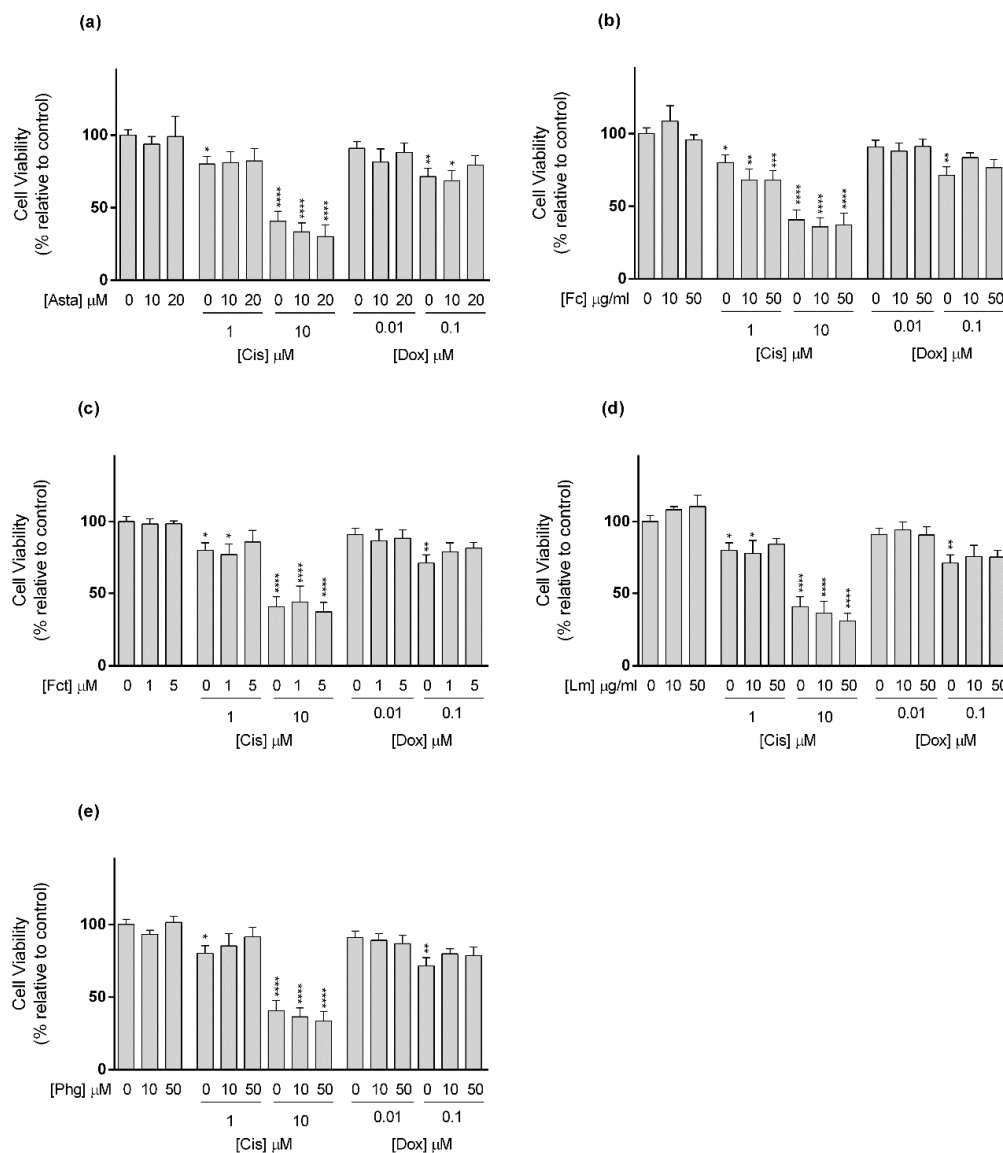 (a)
Cell Viability
(% relative to control)
100
50
0
* **** **** **** ** *
[Asta] μM 0 10 20 0 10 20 0 10 20 0 10 20 0 10 20
1 10 0.01 0.1
[Cis] μM [Dox] μM
(b)
Cell Viability
(% relative to control)
100
50
0
* ** *** **** **** **** **
[Fc] μg/ml 0 10 50 0 10 50 0 10 50 0 10 50 0 10 50
1 10 0.01 0.1
[Cis] μM [Dox] μM
(c)
Cell Viability
(% relative to control)
100
50
0
* * **** **** **** **
[Fct] μM 0 1 5 0 1 5 0 1 5 0 1 5 0 1 5
1 10 0.01 0.1
[Cis] μM [Dox] μM
(d)
Cell Viability
(% relative to control)
100
50
0
* * **** **** **** **
[Lm] μg/ml 0 10 50 0 10 50 0 10 50 0 10 50 0 10 50
1 10 0.01 0.1
[Cis] μM [Dox] μM
(e)
Cell Viability
(% relative to control)
100
50
0
* **** **** **** **
[Phg] μM 0 10 50 0 10 50 0 10 50 0 10 50 0 10 50
1 10 0.01 0.1
[Cis] μM [Dox] μM